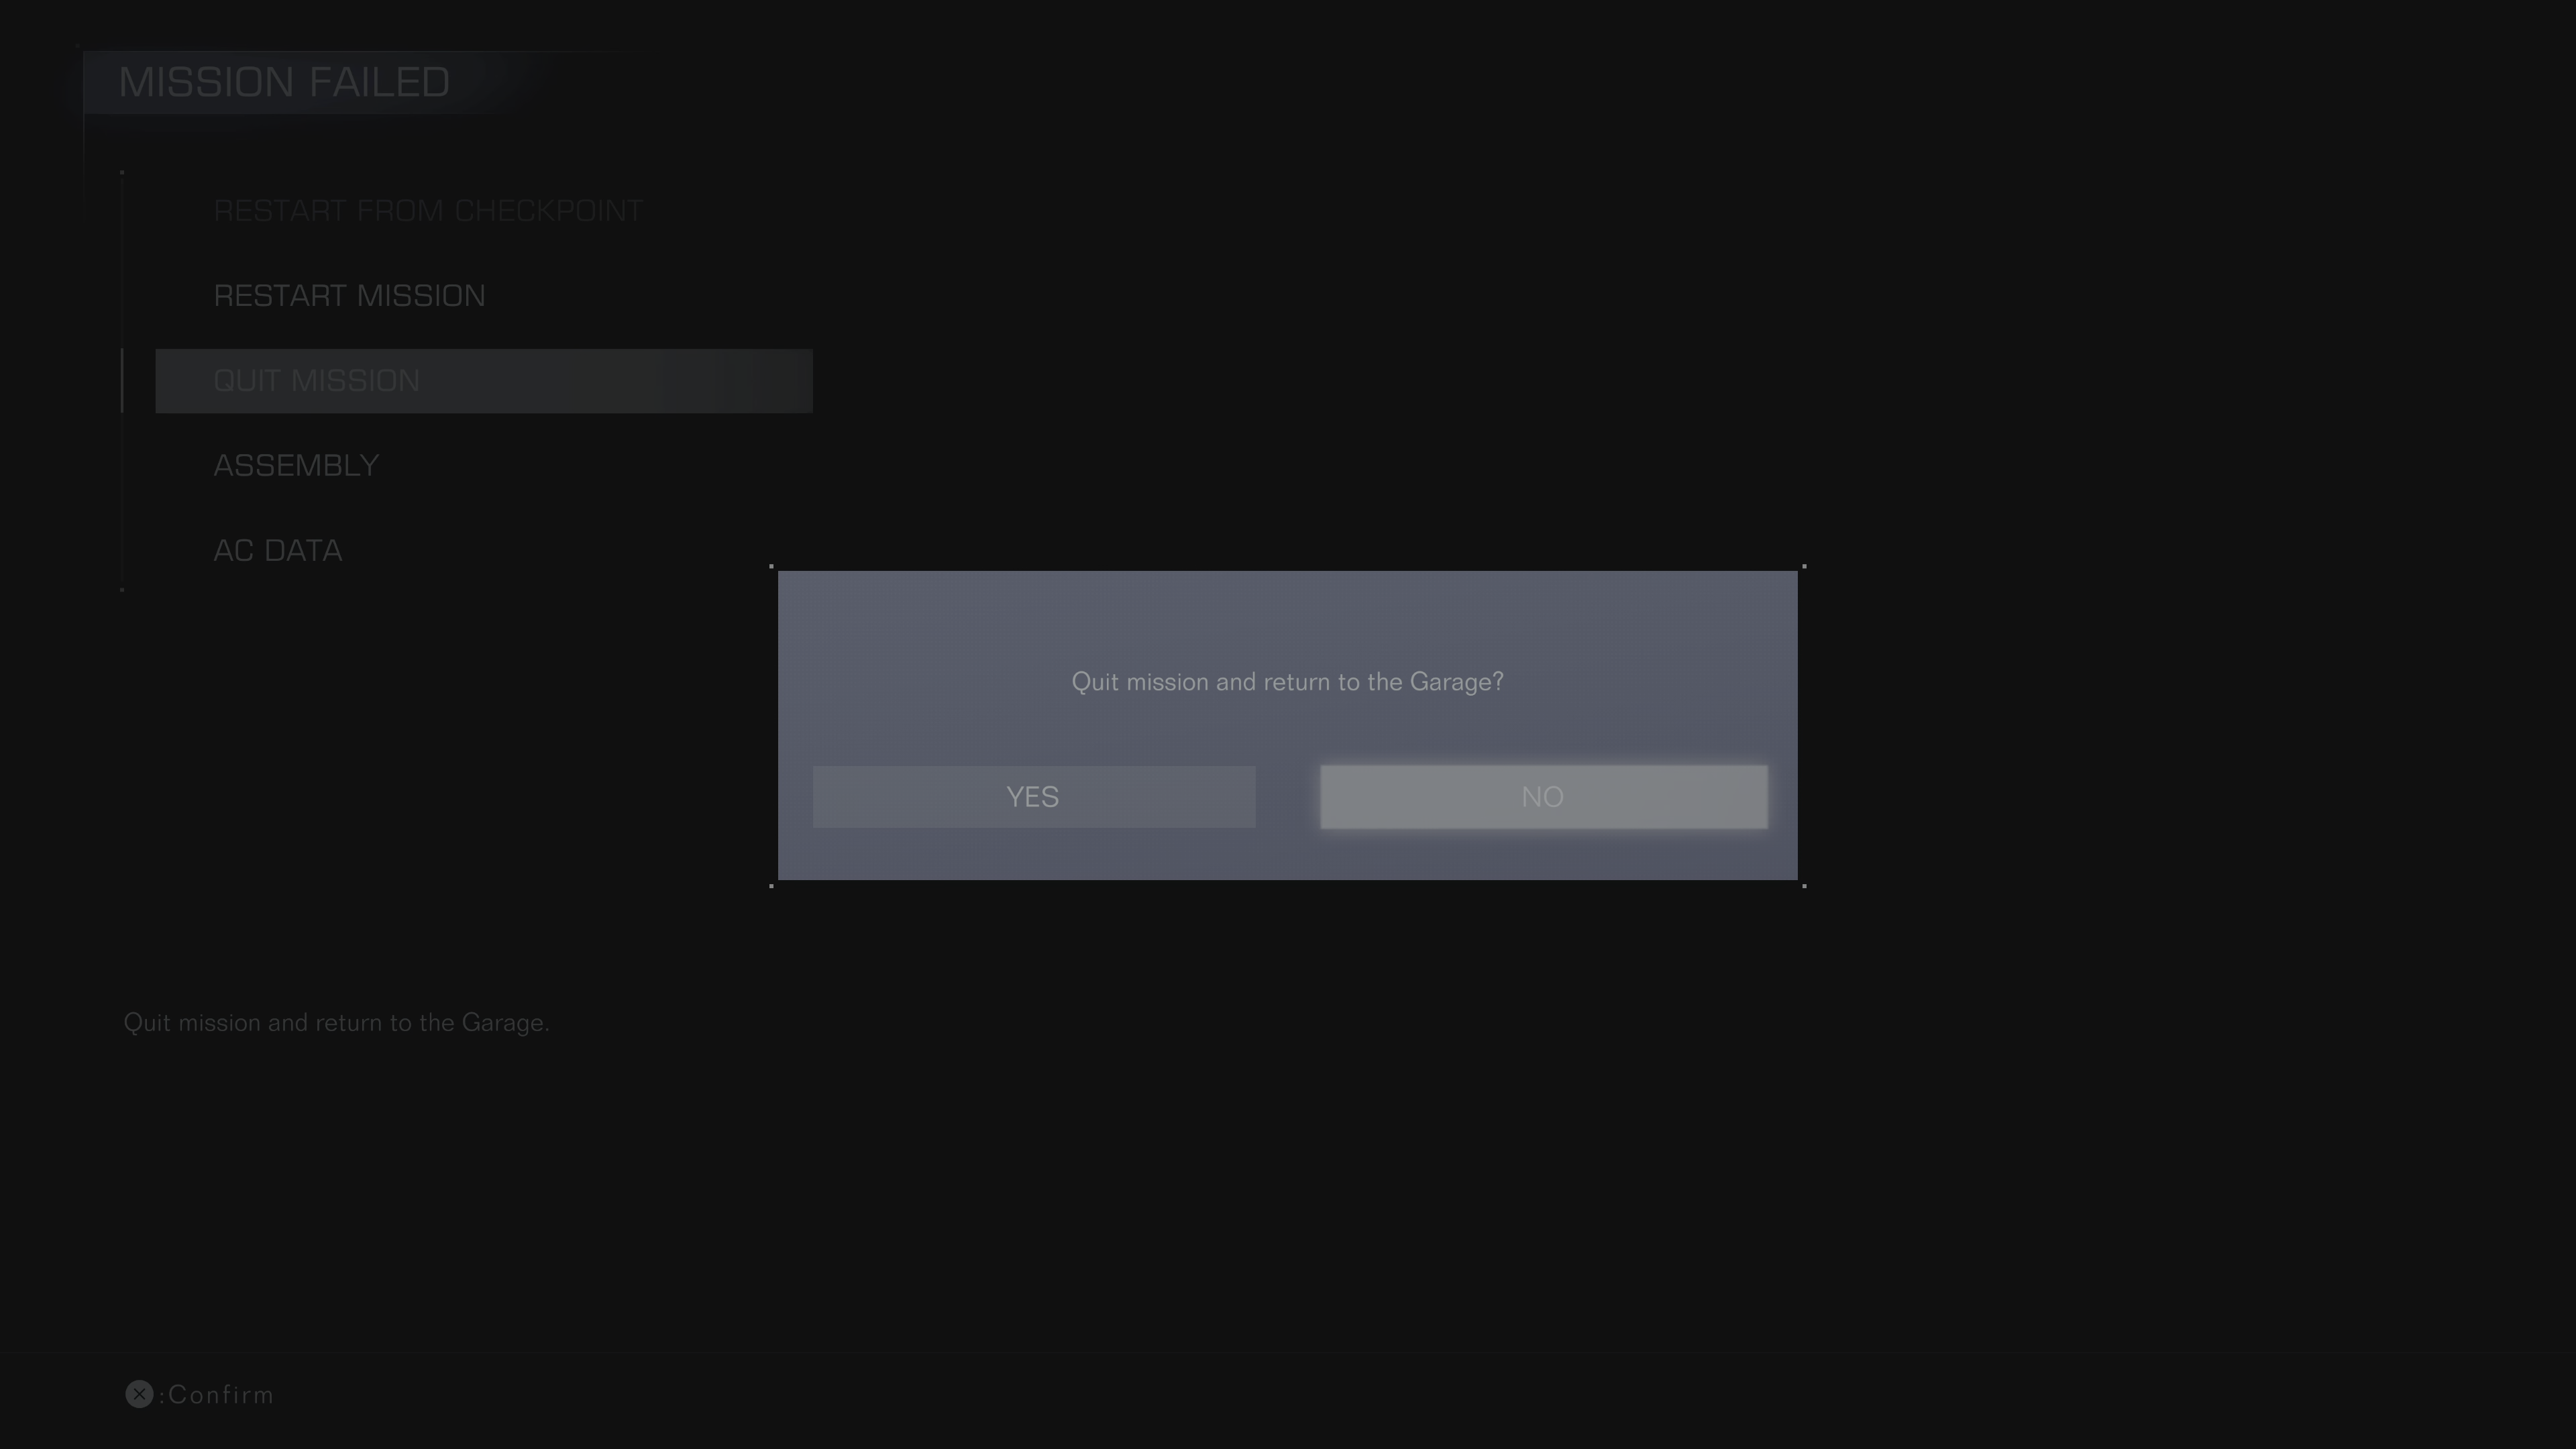 MISSION FAILED
RESTART FROM CHECKPOINT
RESTART MISSION
QUIT MISSION
ASSEMBLY
AC DATA
Quit mission and return to the Garage?
YES
NO
Quit mission and return to the Garage.
:Confirm